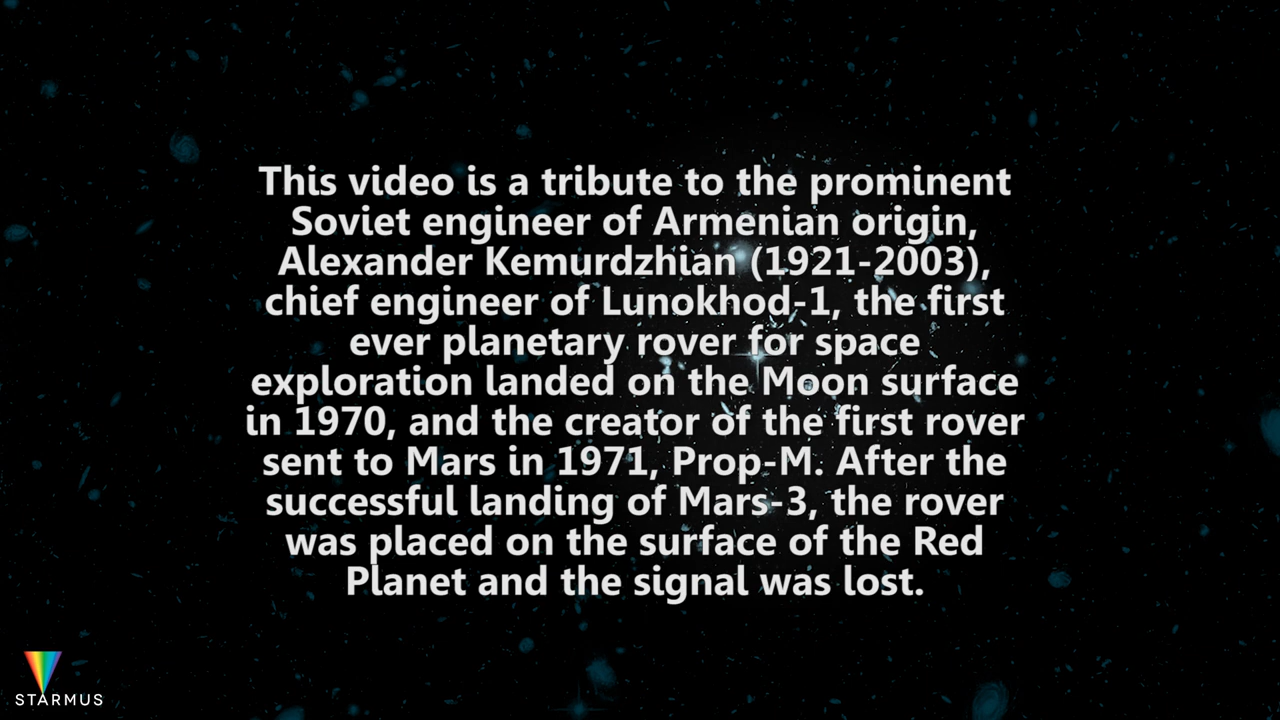 This video is a tribute to the prominent
Soviet engineer of Armenian origin,
Alexander Kemurdzhian (1921-2003),
chief engineer of Lunokhod-1, the first
ever planetary rover for space
exploration landed on the Moon surface
in 1970, and the creator of the first rover
sent to Mars in 1971, Prop-M. After the
successful landing of Mars-3, the rover
was placed on the surface of the Red
Planet and the signal was lost.
STARMUS